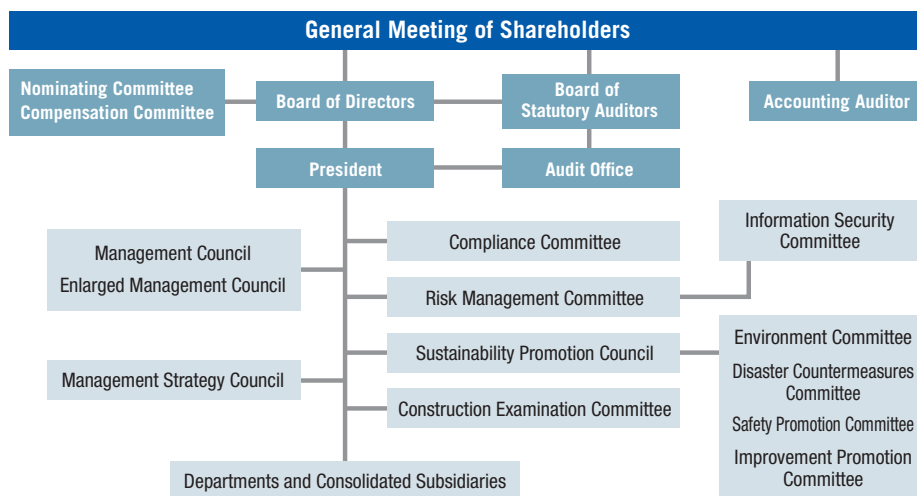 General Meeting of Shareholders
Nominating Committee
Compensation Committee
Board of Directors
Board of
Statutory Auditors
Accounting Auditor
President
Audit Office
Management Council
Enlarged Management Council
Compliance Committee
Information Security
Committee
Risk Management Committee
Sustainability Promotion Council
Environment Committee
Disaster Countermeasures
Committee
Safety Promotion Committee
Improvement Promotion
Committee
Management Strategy Council
Construction Examination Committee
Departments and Consolidated Subsidiaries